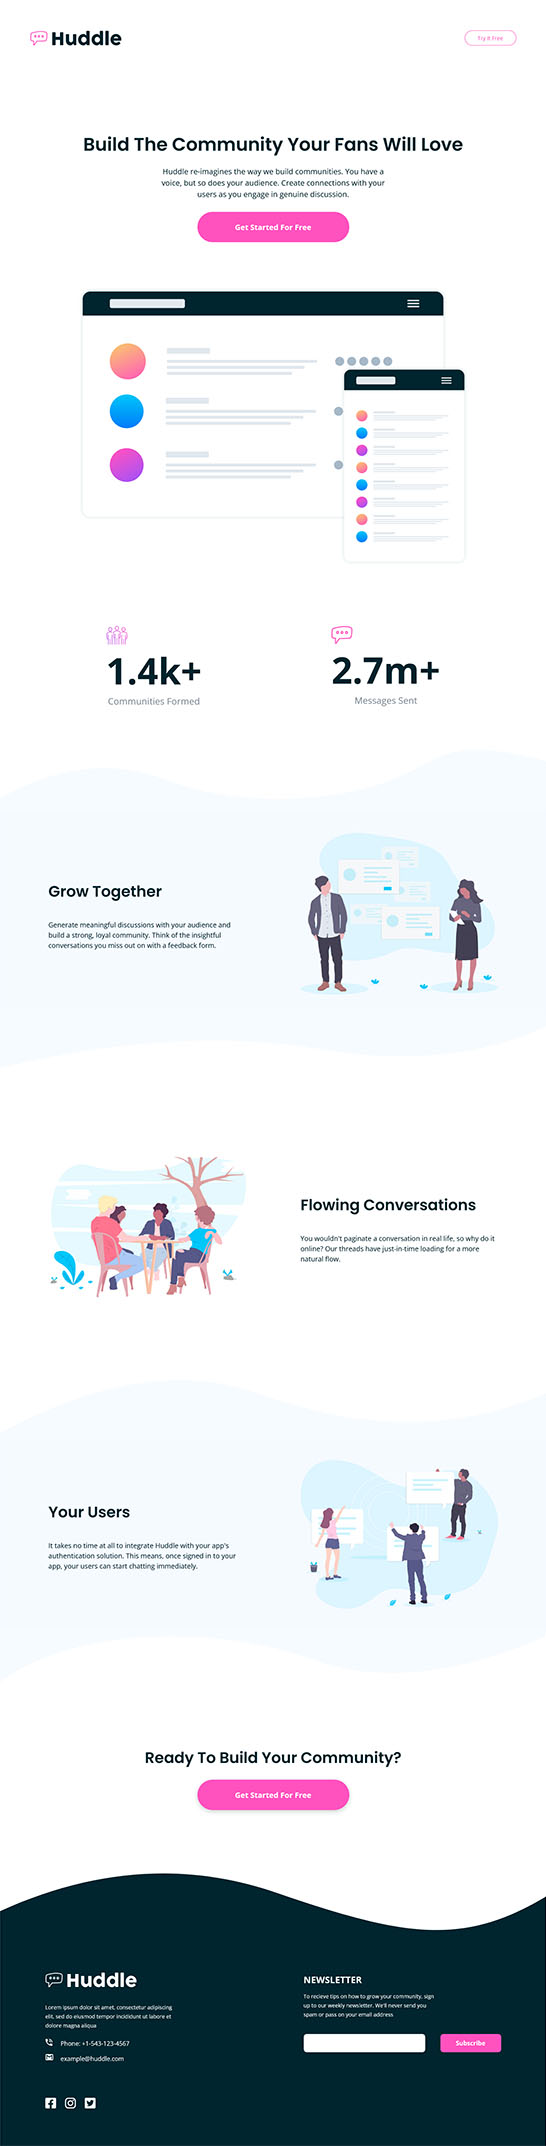 Huddle
Try It Free
Build The Community Your Fans Will Love
Huddle re-imagines the way we build communities. You have a
voice, but so does your audience. Create connections with your
users as you engage in genuine discussion.
Get Started For Free
1.4k+
Communities Formed
2.7m+
Messages Sent
Grow Together
Generate meaningful discussions with your audience and
build a strong, loyal community. Think of the insightful
conversations you miss out on with a feedback form.
Flowing Conversations
You wouldn't paginate a conversation in real life, so why do it
online? Our threads have just-in-time loading for a more
natural flow.
Your Users
It takes no time at all to integrate Huddle with your app's
authentication solution. This means, once signed in to your
app, your users can start chatting immediately.
Ready To Build Your Community?
Get Started For Free
Huddle
Lorem ipsum dolor sit amet, consectetur adipiscing
elit, sed do eiusmod tempor incididunt ut labore et
dolore magna aliqua
Phone: +1-543-123-4567
example@huddle.com
NEWSLETTER
To recieve tips on how to grow your community, sign
up to our weekly newsletter. We'll never send you
spam or pass on your email address
Subscribe